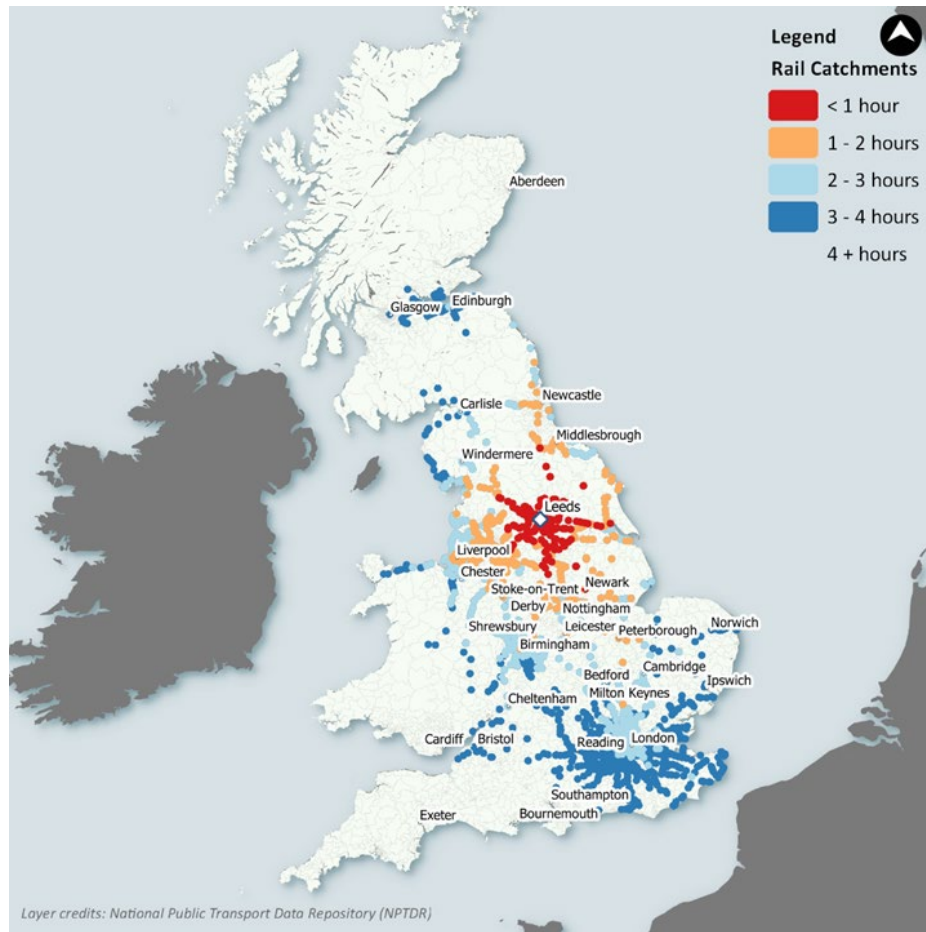 Legend
Rail Catchments
< 1 hour
1 - 2 hours
2 - 3 hours
3 - 4 hours
4 + hours
Aberdeen
Glasgow
Edinburgh
Carlisle
Newcastle
Middlesbrough
Windermere
Leeds
Liverpool
Chester
Stoke-on-Trent
Newark
Derby
Nottingham
Shrewsbury
Leicester
Peterborough
Norwich
Birmingham
Bedford
Cambridge
Ipswich
Cheltenham
Milton Keynes
Cardiff
Bristol
Reading
London
Southampton
Exeter
Bournemouth
Layer credits: National Public Transport Data Repository (NPTDR)